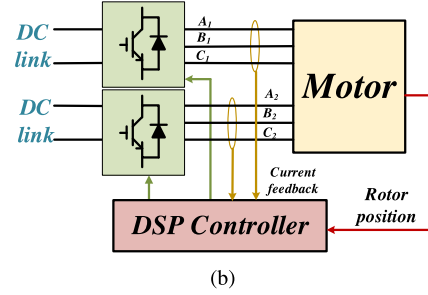 DC
link
A1
B1
C1
Motor
DC
link
A2
B2
C2
Current
feedback
Rotor
position
DSP Controller
(b)